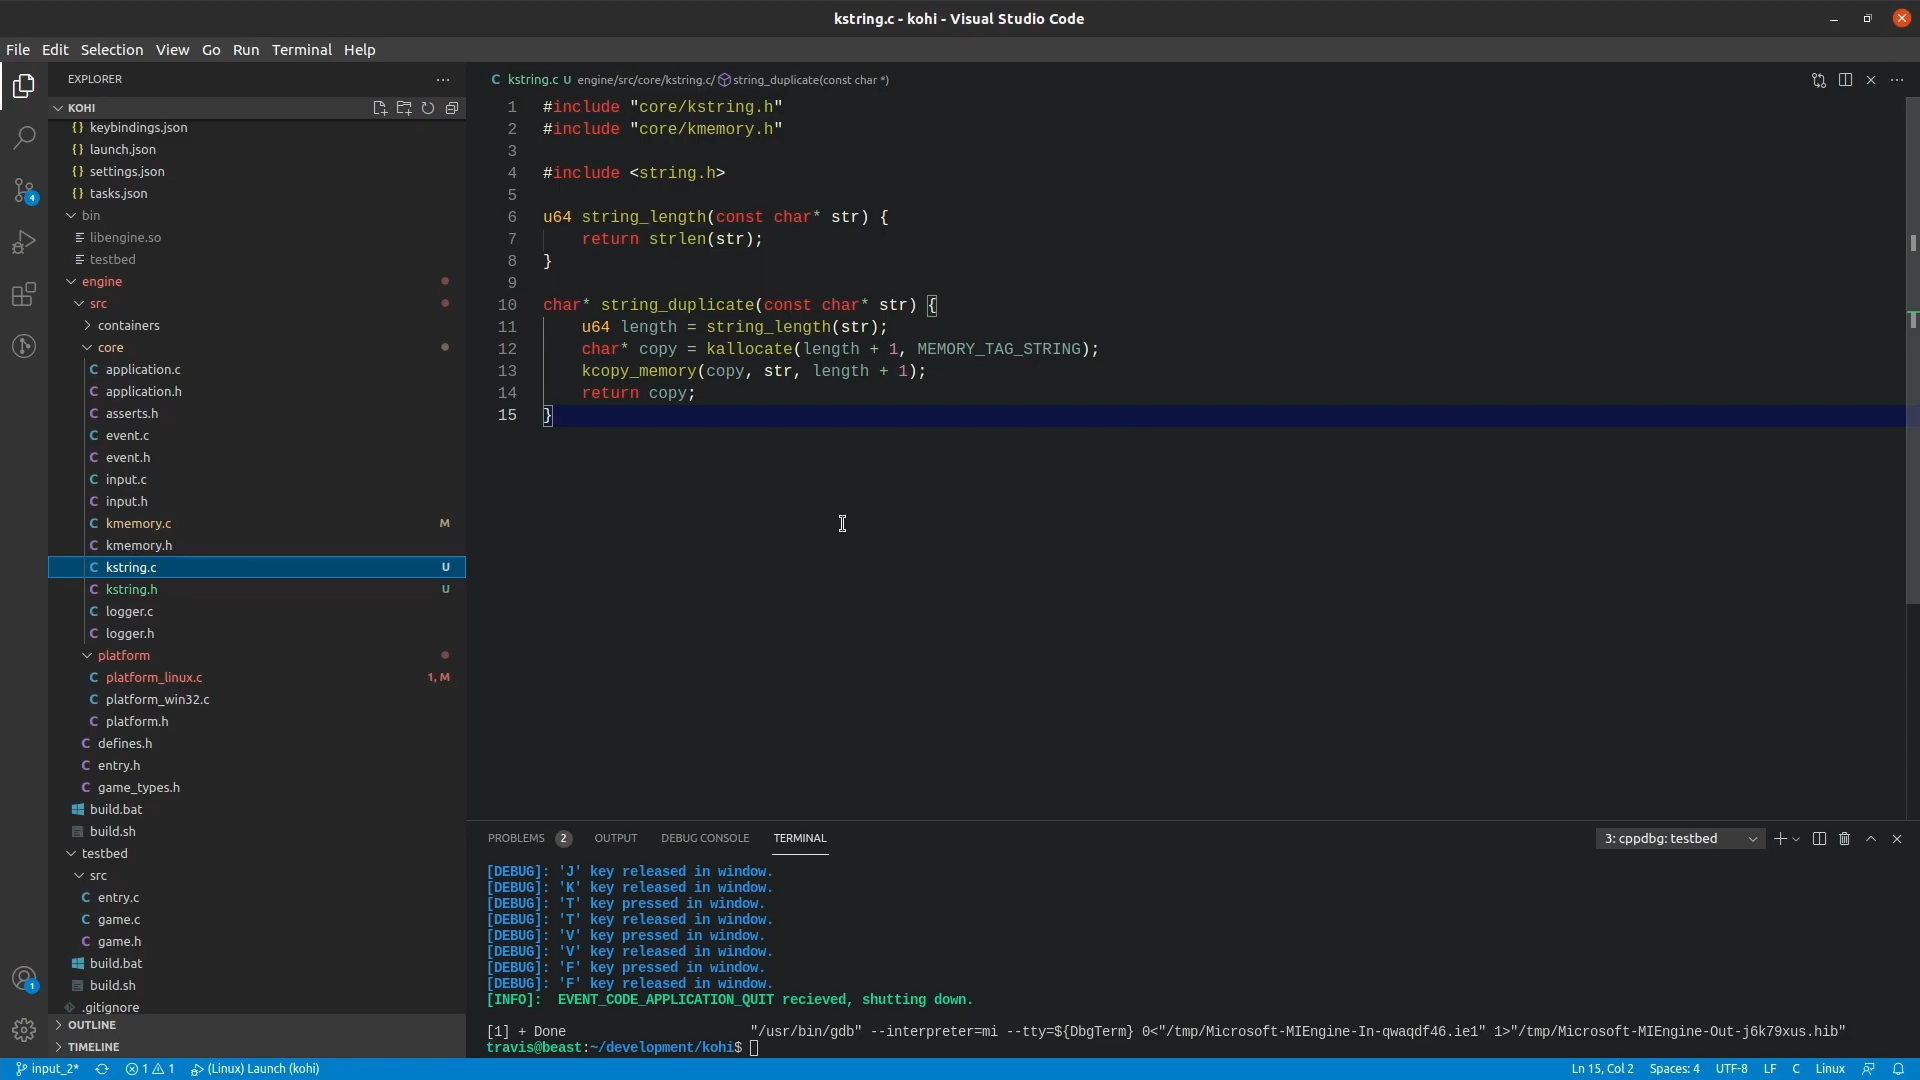 kstring.c - kohi - Visual Studio Code
File Edit Selection View Go Run Terminal Help
EXPLORER
KOHI
keybindings.json
launch.json
settings.json
tasks.json
bin
libengine.so
testbed
engine
src
containers
core
application.c
application.h
asserts.h
event.c
event.h
input.c
input.h
kmemory.c M
kmemory.h
kstring.c U
kstring.h U
logger.c
logger.h
platform
platform_linux.c 1, M
platform_win32.c
platform.h
defines.h
entry.h
game_types.h
build.bat
build.sh
testbed
src
entry.c
game.c
game.h
build.bat
build.sh
.gitignore
OUTLINE
TIMELINE
4
1
C kstring.c U engine/src/core/kstring.c/ string_duplicate(const char *)
1 #include "core/kstring.h"
2 #include "core/kmemory.h"
3
4 #include <string.h>
5
6 u64 string_length(const char* str) {
7     return strlen(str);
8 }
9
10 char* string_duplicate(const char* str) {
11     u64 length = string_length(str);
12     char* copy = kallocate(length + 1, MEMORY_TAG_STRING);
13     kcopy_memory(copy, str, length + 1);
14     return copy;
15 }
PROBLEMS 2 OUTPUT DEBUG CONSOLE TERMINAL 3: cppdbg: testbed
[DEBUG]: 'J' key released in window.
[DEBUG]: 'K' key released in window.
[DEBUG]: 'T' key pressed in window.
[DEBUG]: 'T' key released in window.
[DEBUG]: 'V' key pressed in window.
[DEBUG]: 'V' key released in window.
[DEBUG]: 'F' key pressed in window.
[DEBUG]: 'F' key released in window.
[INFO]:  EVENT_CODE_APPLICATION_QUIT recieved, shutting down.
[1] + Done                       "/usr/bin/gdb" --interpreter=mi --tty=${DbgTerm} 0<"/tmp/Microsoft-MIEngine-In-qwaqdf46.ie1" 1>"/tmp/Microsoft-MIEngine-Out-j6k79xus.hib"
travis@beast:~/development/kohi$
input_2* 1 1 (Linux) Launch (kohi) Ln 15, Col 2 Spaces: 4 UTF-8 LF C Linux